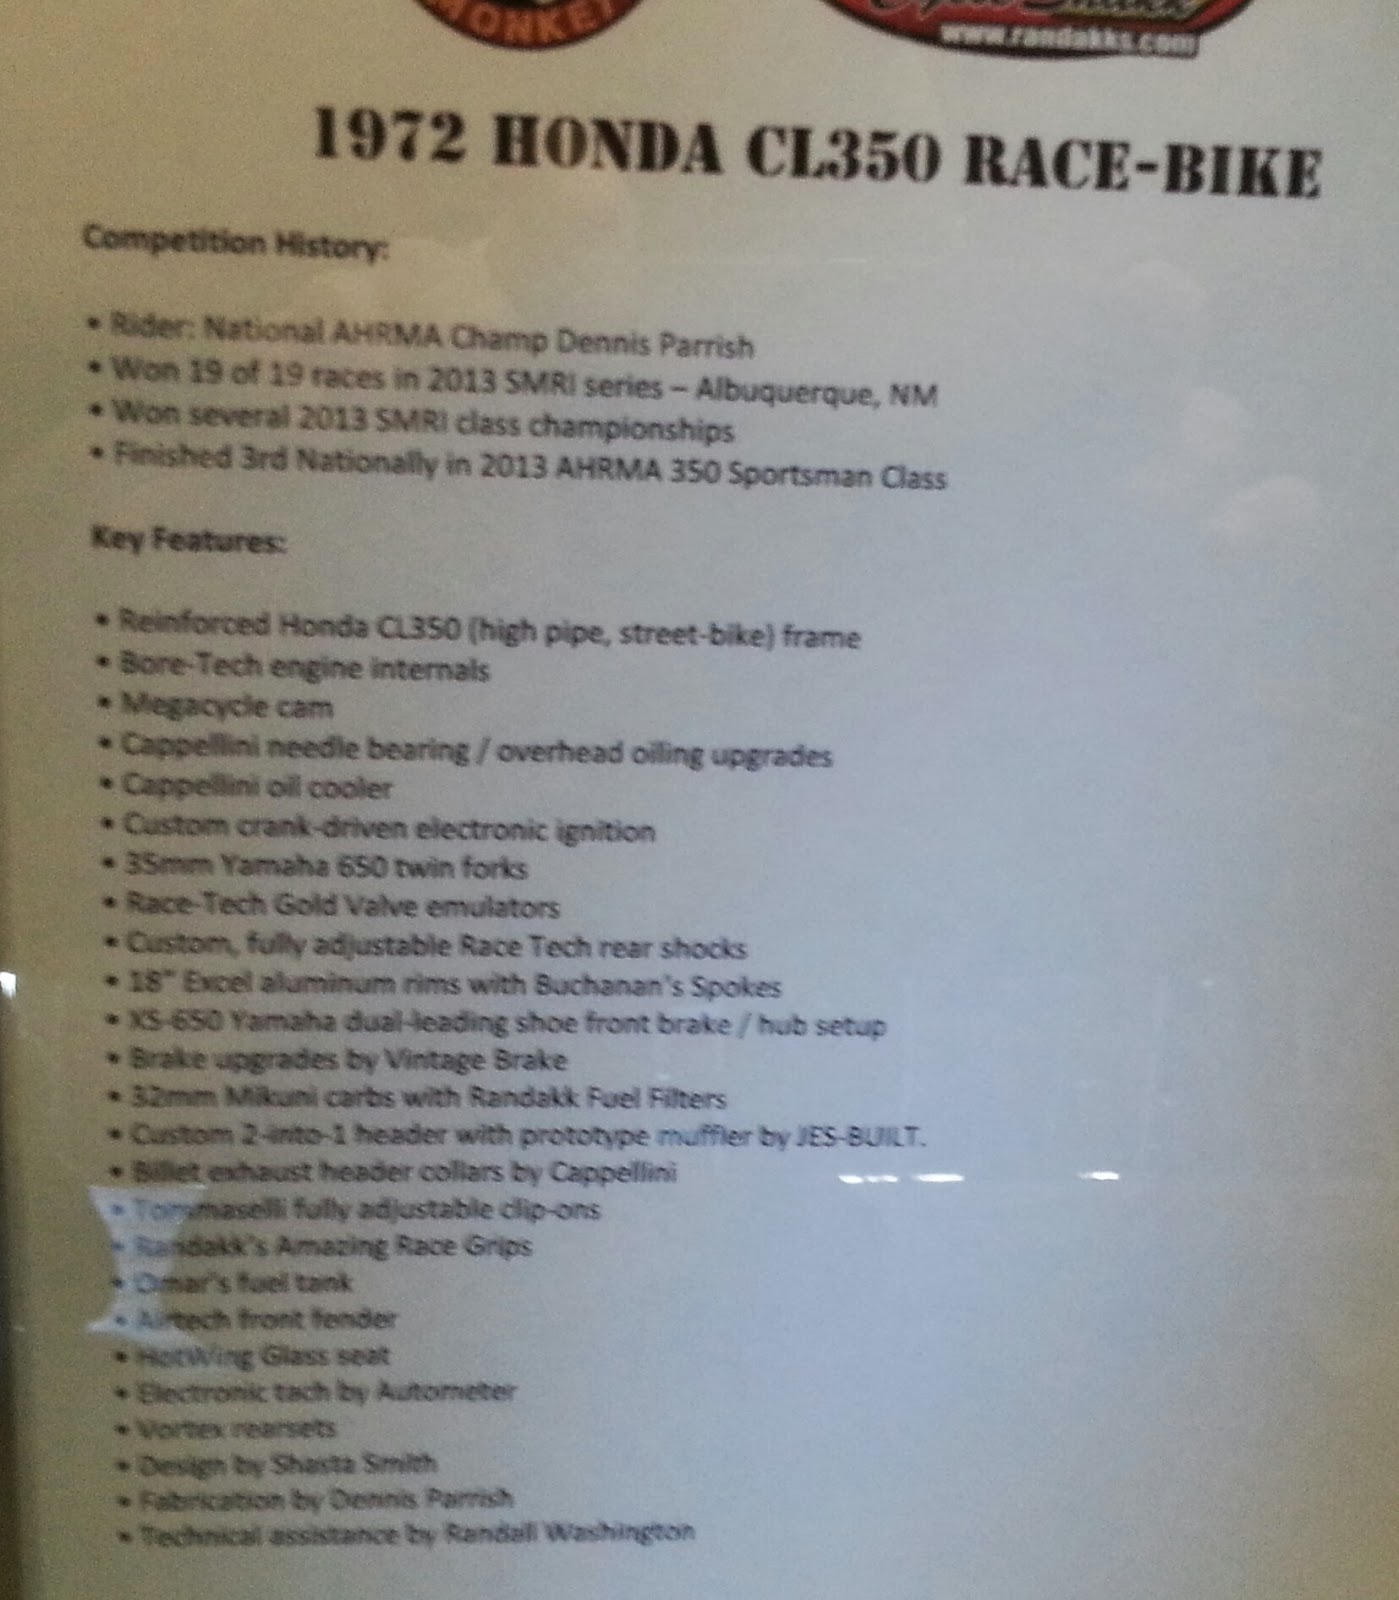 MONKEY
www.randakks.com
1972 HONDA CL350 RACE-BIKE
Competition History:
• Rider: National AHRMA Champ Dennis Parrish
• Won 19 of 19 races in 2013 SMRI series – Albuquerque, NM
• Won several 2013 SMRI class championships
• Finished 3rd Nationally in 2013 AHRMA 350 Sportsman Class
Key Features:
• Reinforced Honda CL350 (high pipe, street-bike) frame
• Bore-Tech engine internals
• Megacycle cam
• Cappellini needle bearing / overhead oiling upgrades
• Cappellini oil cooler
• Custom crank-driven electronic ignition
• 35mm Yamaha 650 twin forks
• Race-Tech Gold Valve emulators
• Custom, fully adjustable Race Tech rear shocks
• 18" Excel aluminum rims with Buchanan's Spokes
• XS-650 Yamaha dual-leading shoe front brake / hub setup
• Brake upgrades by Vintage Brake
• 32mm Mikuni carbs with Randakk Fuel Filters
• Custom 2-into-1 header with prototype muffler by JES-BUILT.
• Billet exhaust header collars by Cappellini
• Tommaselli fully adjustable clip-ons
• Randakk's Amazing Race Grips
• Omar's fuel tank
• Airtech front fender
• HotWing Glass seat
• Electronic tach by Autometer
• Vortex rearsets
• Design by Shasta Smith
• Fabrication by Dennis Parrish
• Technical assistance by Randall Washington